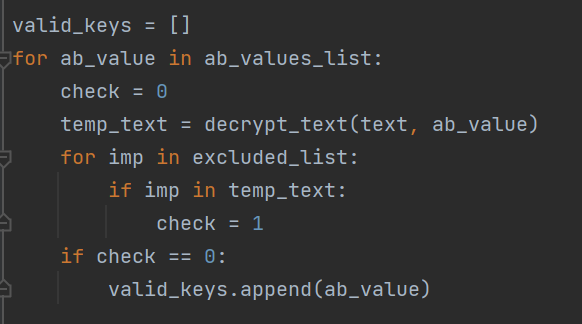 valid_keys = []
for ab_value in ab_values_list:
    check = 0
    temp_text = decrypt_text(text, ab_value)
    for imp in excluded_list:
        if imp in temp_text:
            check = 1
    if check == 0:
        valid_keys.append(ab_value)